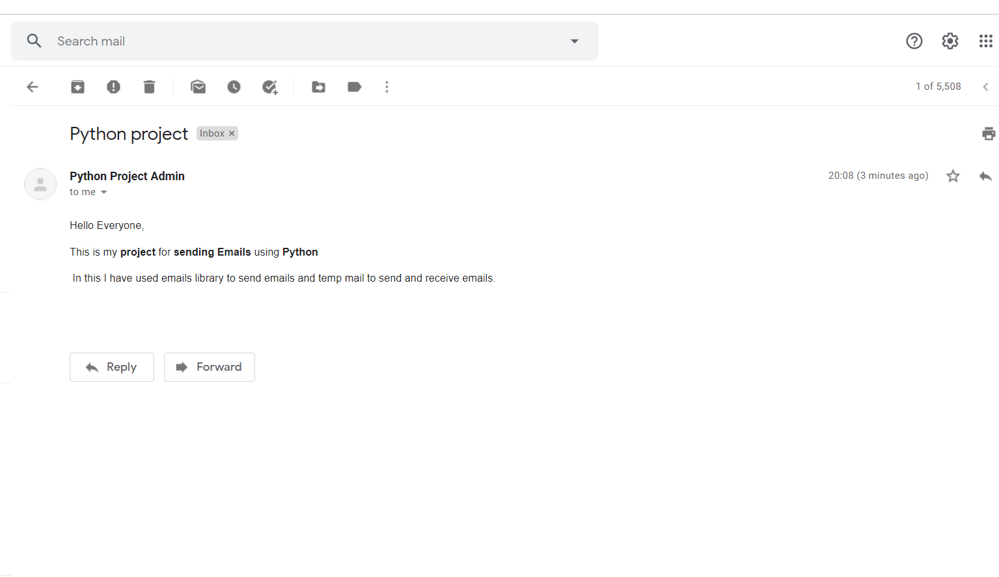 Search mail
1 of 5,508
Python project Inbox ×
Python Project Admin
20:08 (3 minutes ago)
to me
Hello Everyone,
This is my project for sending Emails using Python
In this I have used emails library to send emails and temp mail to send and receive emails.
Reply
Forward